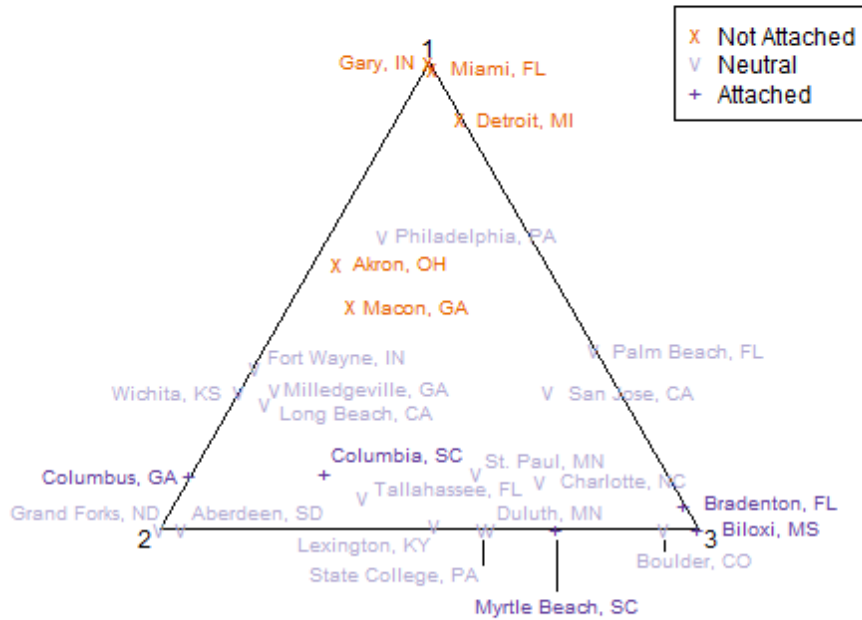 1
X Not Attached
V Neutral
+ Attached
Gary, IN
Miami, FL
Detroit, MI
Philadelphia, PA
Akron, OH
Macon, GA
Fort Wayne, IN
Palm Beach, FL
Wichita, KS
Milledgeville, GA
San Jose, CA
Long Beach, CA
Columbus, GA
Columbia, SC
St. Paul, MN
Charlotte, NC
Tallahassee, FL
Bradenton, FL
Grand Forks, ND
Aberdeen, SD
Duluth, MN
Biloxi, MS
2
3
Lexington, KY
Boulder, CO
State College, PA
Myrtle Beach, SC